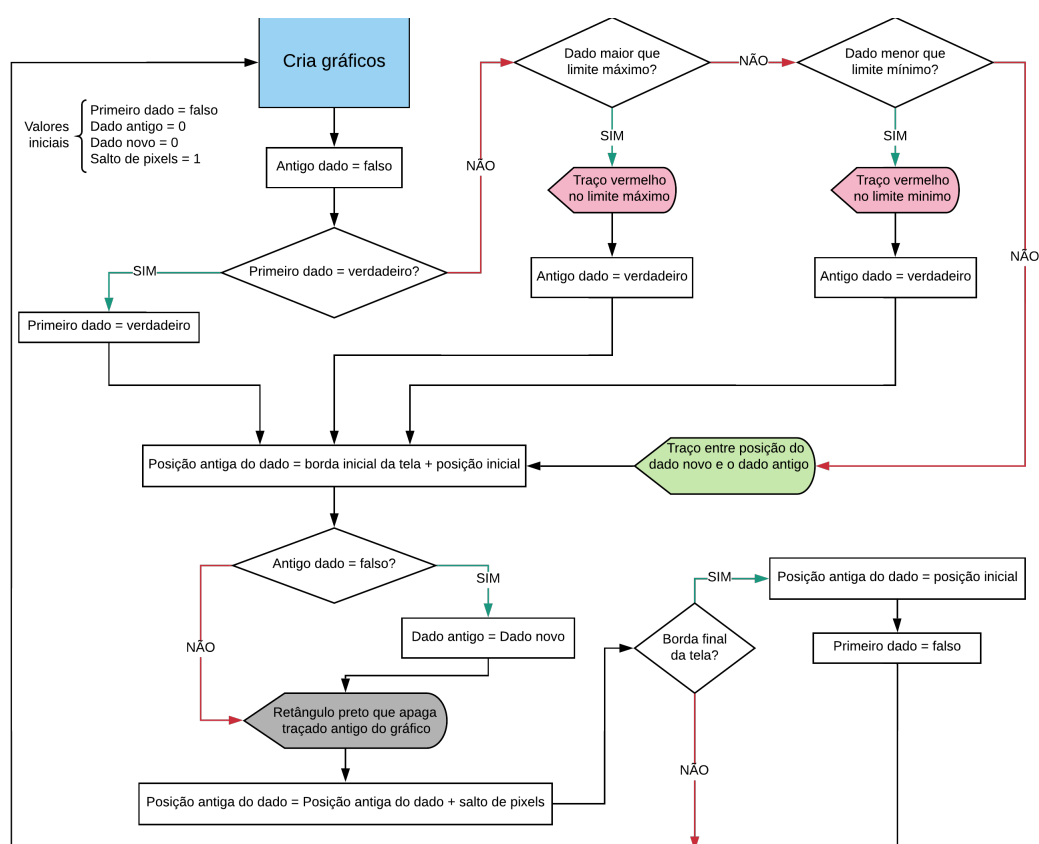 Cria gráficos
Valores
iniciais
Primeiro dado = falso
Dado antigo = 0
Dado novo = 0
Salto de pixels = 1
Antigo dado = falso
Primeiro dado = verdadeiro?
SIM
NÃO
Primeiro dado = verdadeiro
Dado maior que
limite máximo?
NÃO
SIM
Traço vermelho
no limite máximo
Antigo dado = verdadeiro
Dado menor que
limite mínimo?
SIM
NÃO
Traço vermelho
no limite minimo
Antigo dado = verdadeiro
Traço entre posição do
dado novo e o dado antigo
Posição antiga do dado = borda inicial da tela + posição inicial
Antigo dado = falso?
SIM
NÃO
Dado antigo = Dado novo
Retângulo preto que apaga
traçado antigo do gráfico
Posição antiga do dado = Posição antiga do dado + salto de pixels
Borda final
da tela?
SIM
NÃO
Posição antiga do dado = posição inicial
Primeiro dado = falso